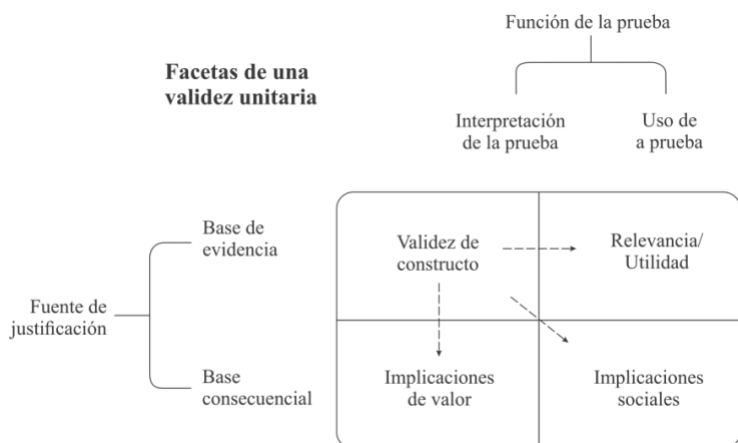 Función de la prueba
Facetas de una
validez unitaria
Interpretación
de la prueba
Uso de
a prueba
Base de
evidencia
Validez de
constructo
Relevancia/
Utilidad
Fuente de
justificación
Base
consecuencial
Implicaciones
de valor
Implicaciones
sociales